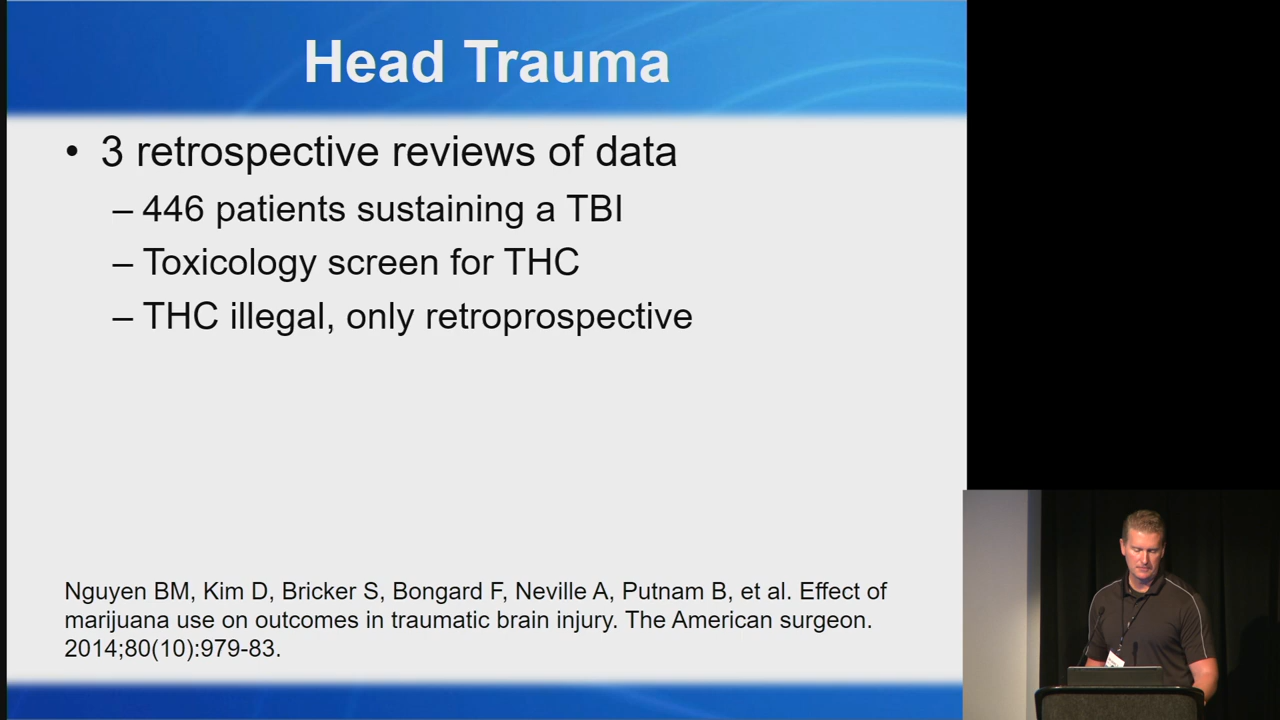 Head Trauma
• 3 retrospective reviews of data
– 446 patients sustaining a TBI
– Toxicology screen for THC
– THC illegal, only retroprospective
Nguyen BM, Kim D, Bricker S, Bongard F, Neville A, Putnam B, et al. Effect of
marijuana use on outcomes in traumatic brain injury. The American surgeon.
2014;80(10):979-83.